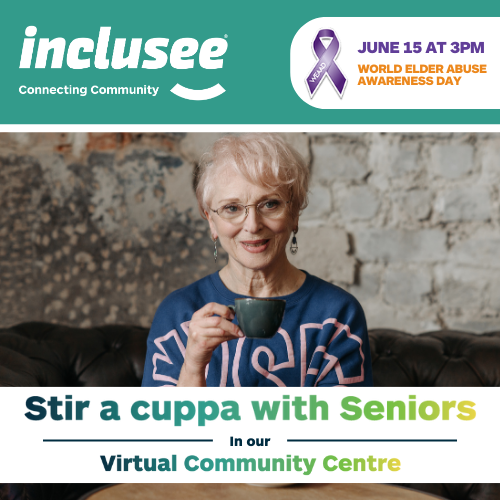 inclusee®
Connecting Community
WEAAD
JUNE 15 AT 3PM
WORLD ELDER ABUSE
AWARENESS DAY
Stir a cuppa with Seniors
In our
Virtual Community Centre